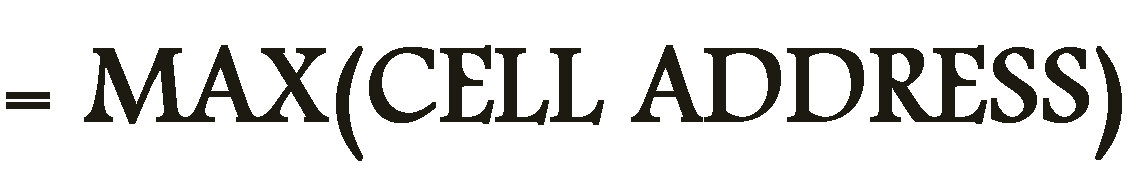 = MAX(CELL ADDRESS)